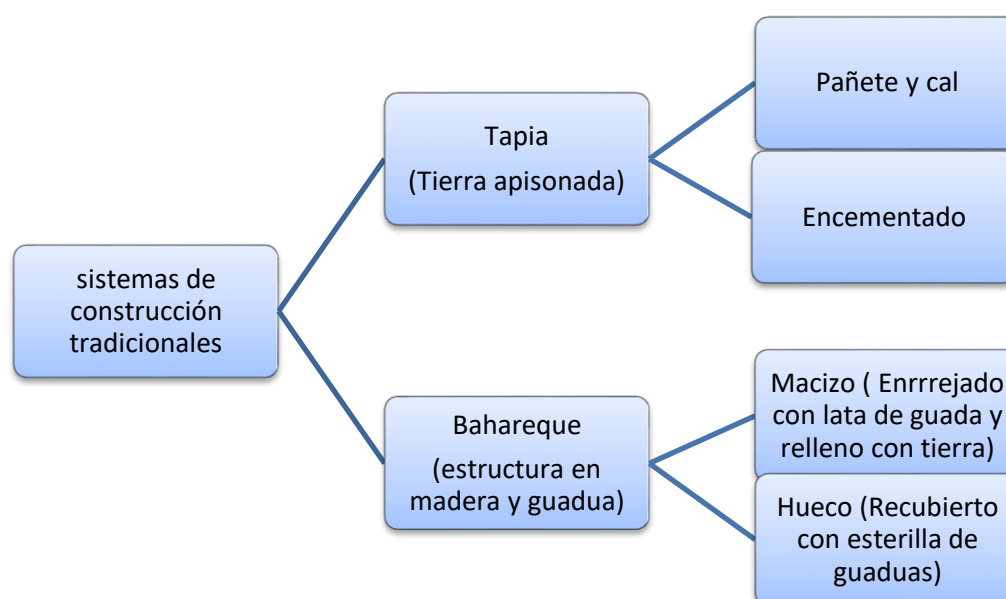 sistemas de
construcción
tradicionales
Tapia
(Tierra apisonada)
Pañete y cal
Encementado
Bahareque
(estructura en
madera y guadua)
Macizo ( Enrrrejado
con lata de guada y
relleno con tierra)
Hueco (Recubierto
con esterilla de
guaduas)